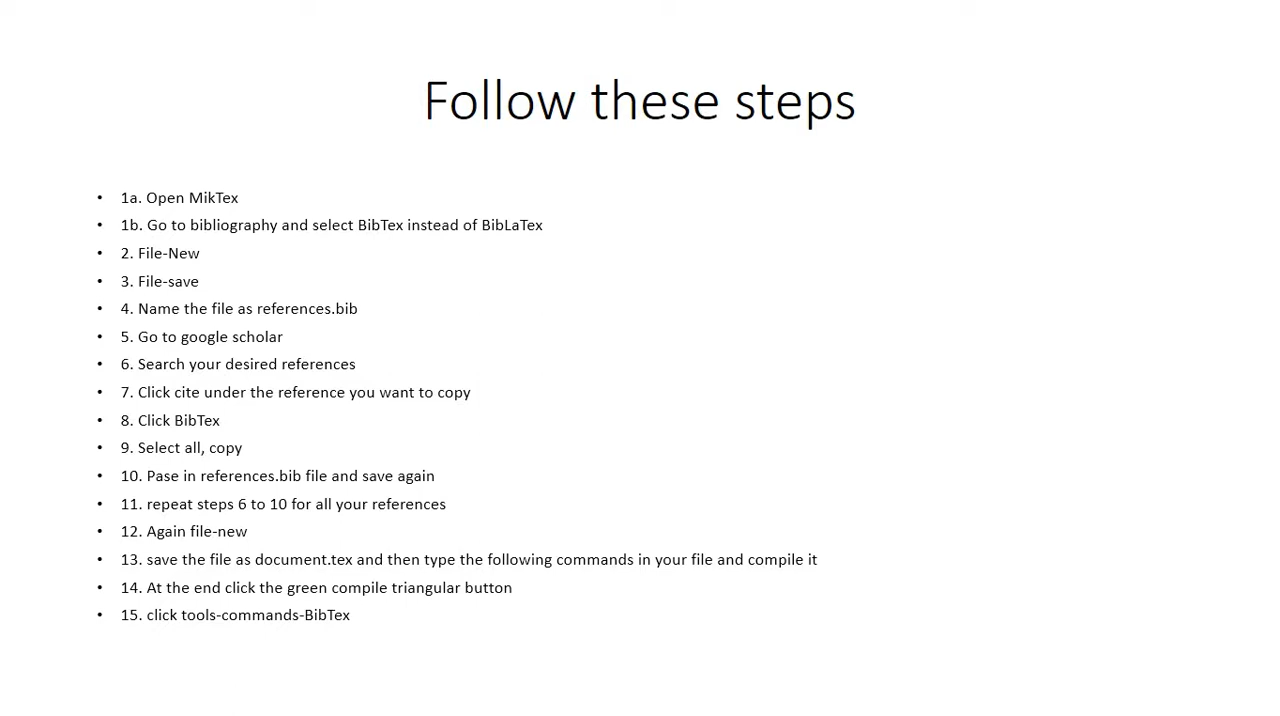 Follow these steps
• 1a. Open MikTex
• 1b. Go to bibliography and select BibTex instead of BibLaTex
• 2. File-New
• 3. File-save
• 4. Name the file as references.bib
• 5. Go to google scholar
• 6. Search your desired references
• 7. Click cite under the reference you want to copy
• 8. Click BibTex
• 9. Select all, copy
• 10. Pase in references.bib file and save again
• 11. repeat steps 6 to 10 for all your references
• 12. Again file-new
• 13. save the file as document.tex and then type the following commands in your file and compile it
• 14. At the end click the green compile triangular button
• 15. click tools-commands-BibTex